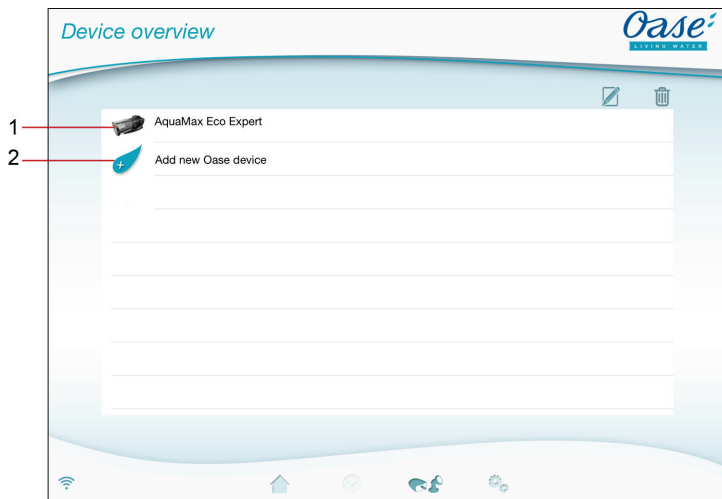 Device overview
Oase
LIVING WATER
1
AquaMax Eco Expert
2
Add new Oase device